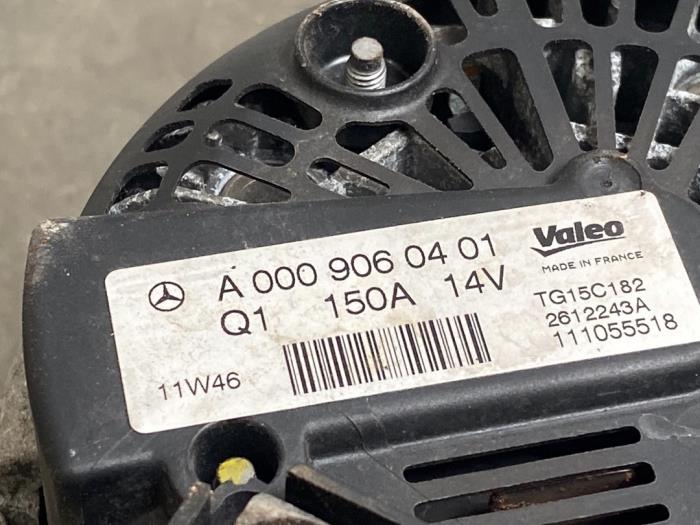 A 000 906 04 01
Q1 150A 14V
11W46
Valeo
MADE IN FRANCE
TG15C182
2612243A
111055518